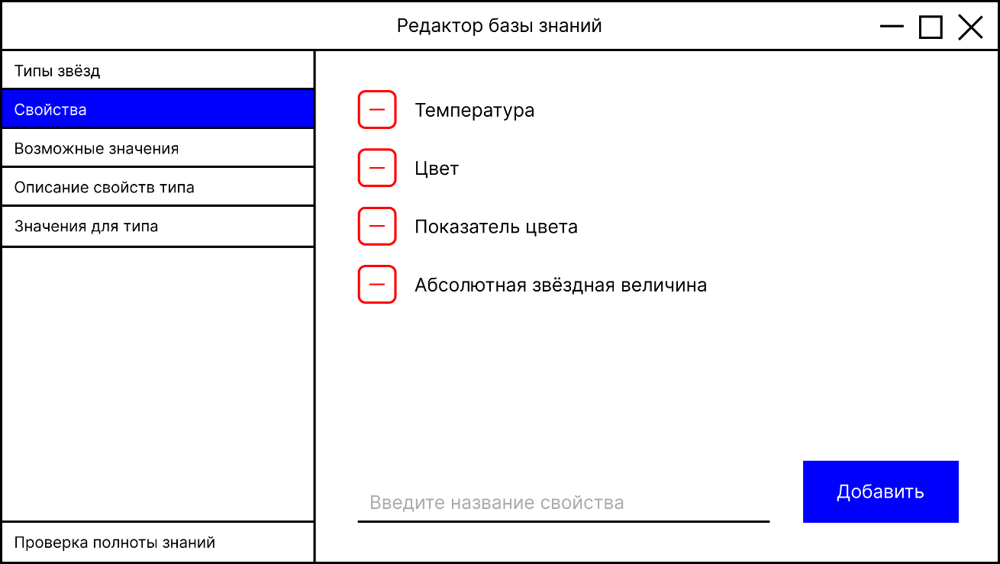 Редактор базы знаний
Типы звёзд
Свойства
Возможные значения
Описание свойств типа
Значения для типа
Проверка полноты знаний
Температура
Цвет
Показатель цвета
Абсолютная звёздная величина
Введите название свойства
Добавить